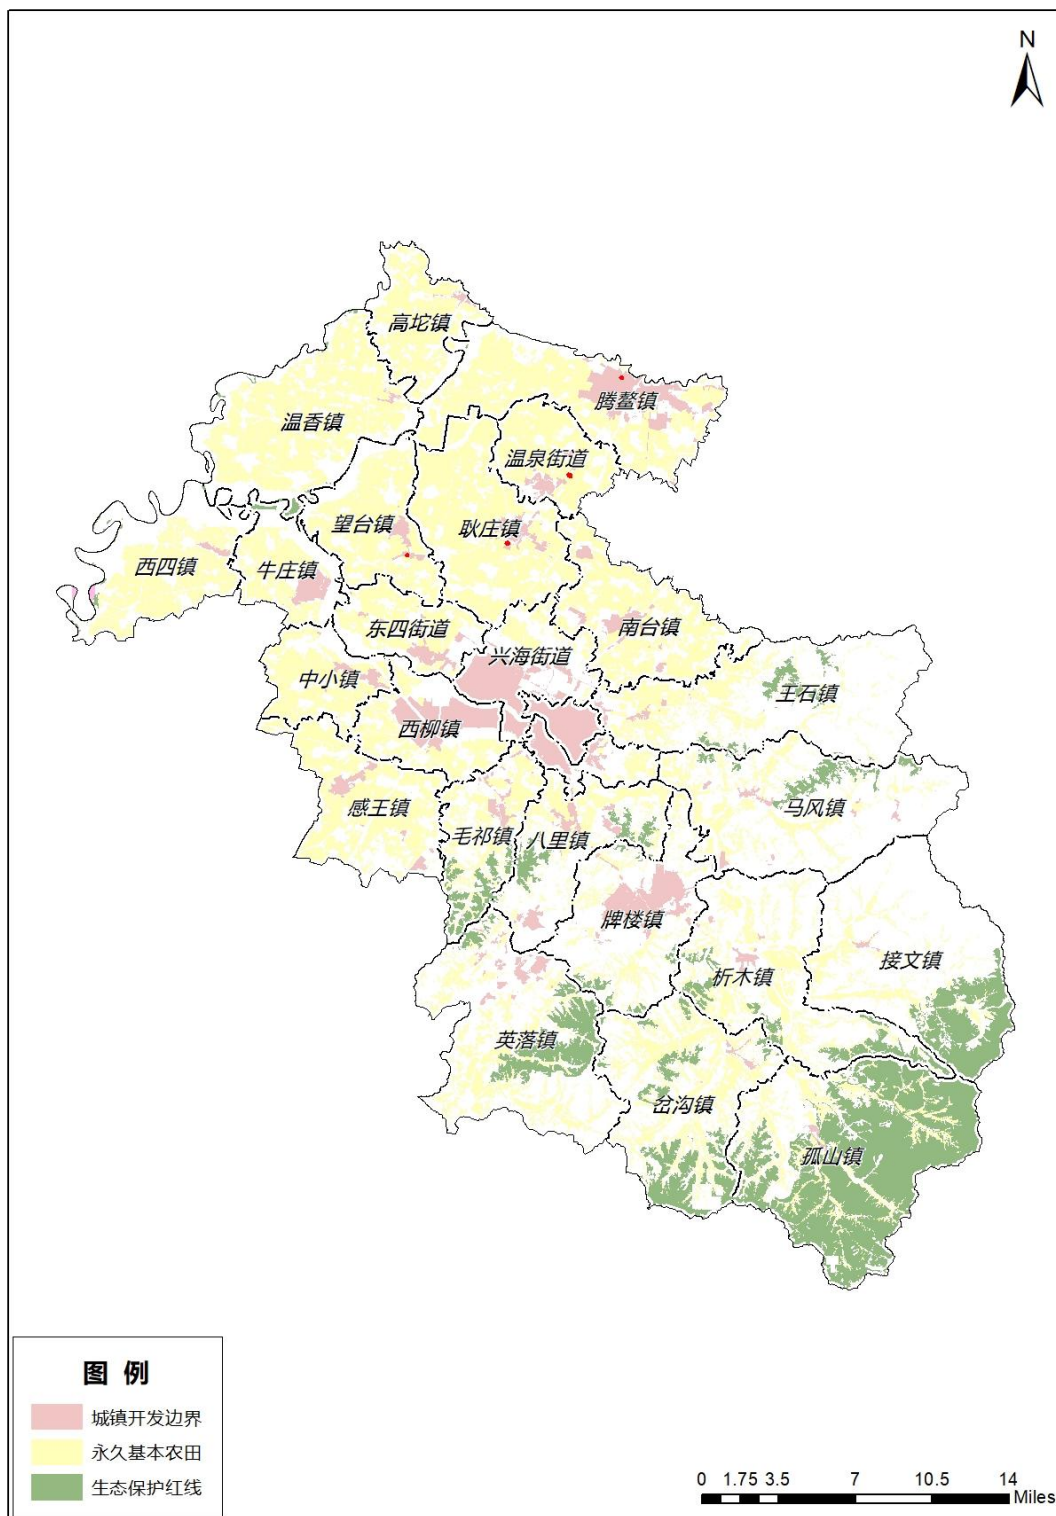 N
高坨镇
腾鳌镇
温香镇
温泉街道
望台镇
耿庄镇
西四镇
牛庄镇
东四街道
南台镇
兴海街道
中小镇
王石镇
西柳镇
感王镇
马风镇
毛祁镇
八里镇
牌楼镇
接文镇
析木镇
英落镇
岔沟镇
孤山镇
图 例
城镇开发边界
永久基本农田
生态保护红线
0 1.75 3.5 7 10.5 14
Miles